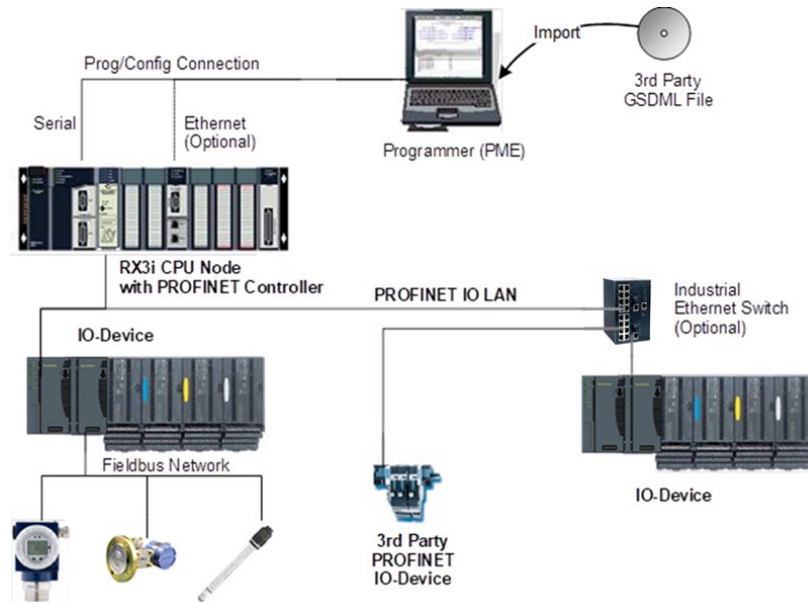 Import
Prog/Config Connection
3rd Party
GSDML File
Serial
Ethernet
(Optional)
Programmer (PME)
RX3i CPU Node
with PROFINET Controller
PROFINET IO LAN
Industrial
Ethernet Switch
(Optional)
IO-Device
Fieldbus Network
IO-Device
3rd Party
PROFINET
IO-Device